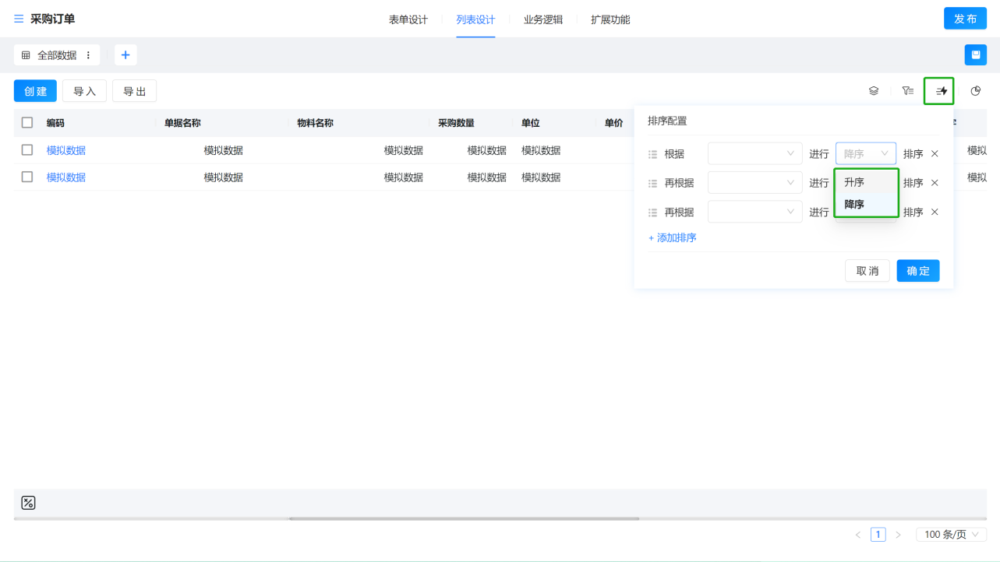 采购订单 表单设计 列表设计 业务逻辑 扩展功能 发布
全部数据
创建 导入 导出
排序配置
编码 单据名称 物料名称 采购数量 单位 单价
模拟数据 模拟数据 模拟数据 模拟数据 模拟数据 模拟
模拟数据 模拟数据 模拟数据 模拟数据 模拟数据 模拟
根据 进行 降序 排序
再根据 进行 升序 排序
降序
再根据 进行 排序
+ 添加排序
取消 确定
< 1 > 100 条/页